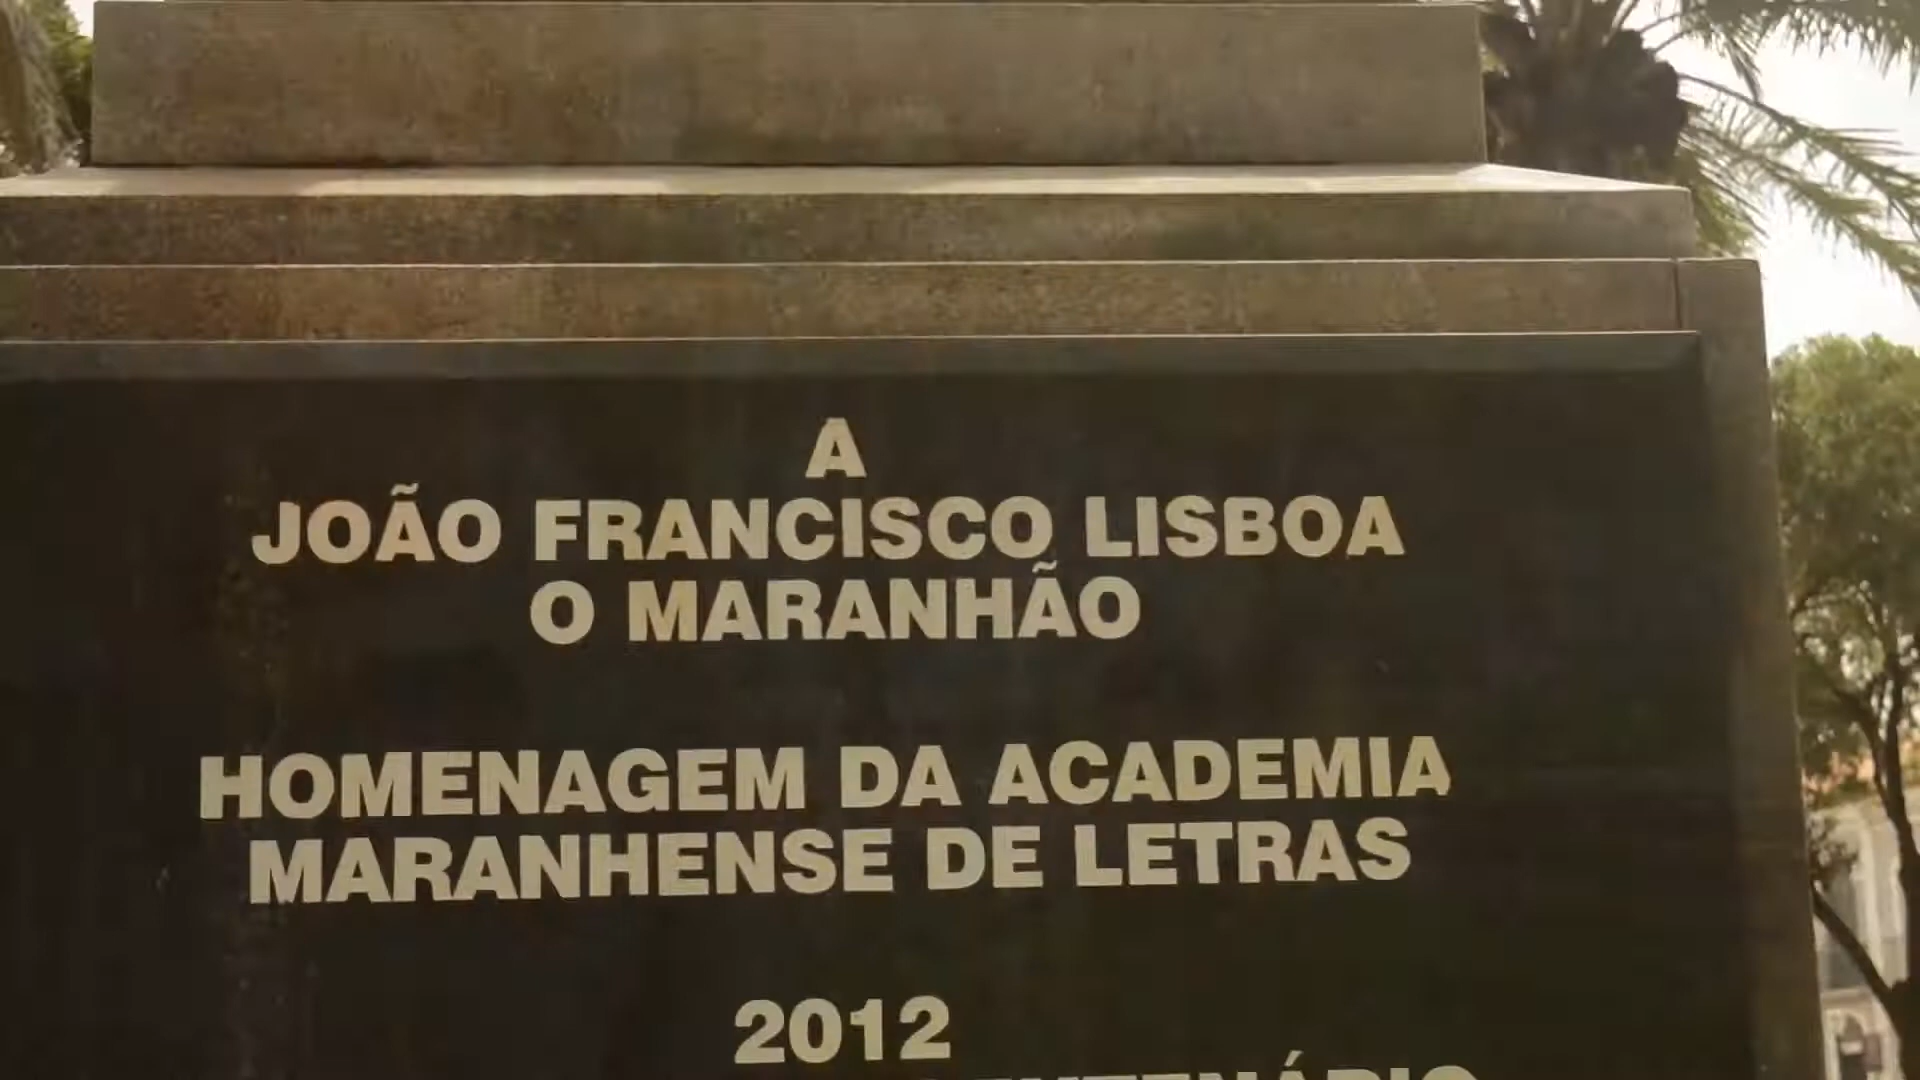 A
JOÃO FRANCISCO LISBOA
O MARANHÃO
HOMENAGEM DA ACADEMIA
MARANHENSE DE LETRAS
2012